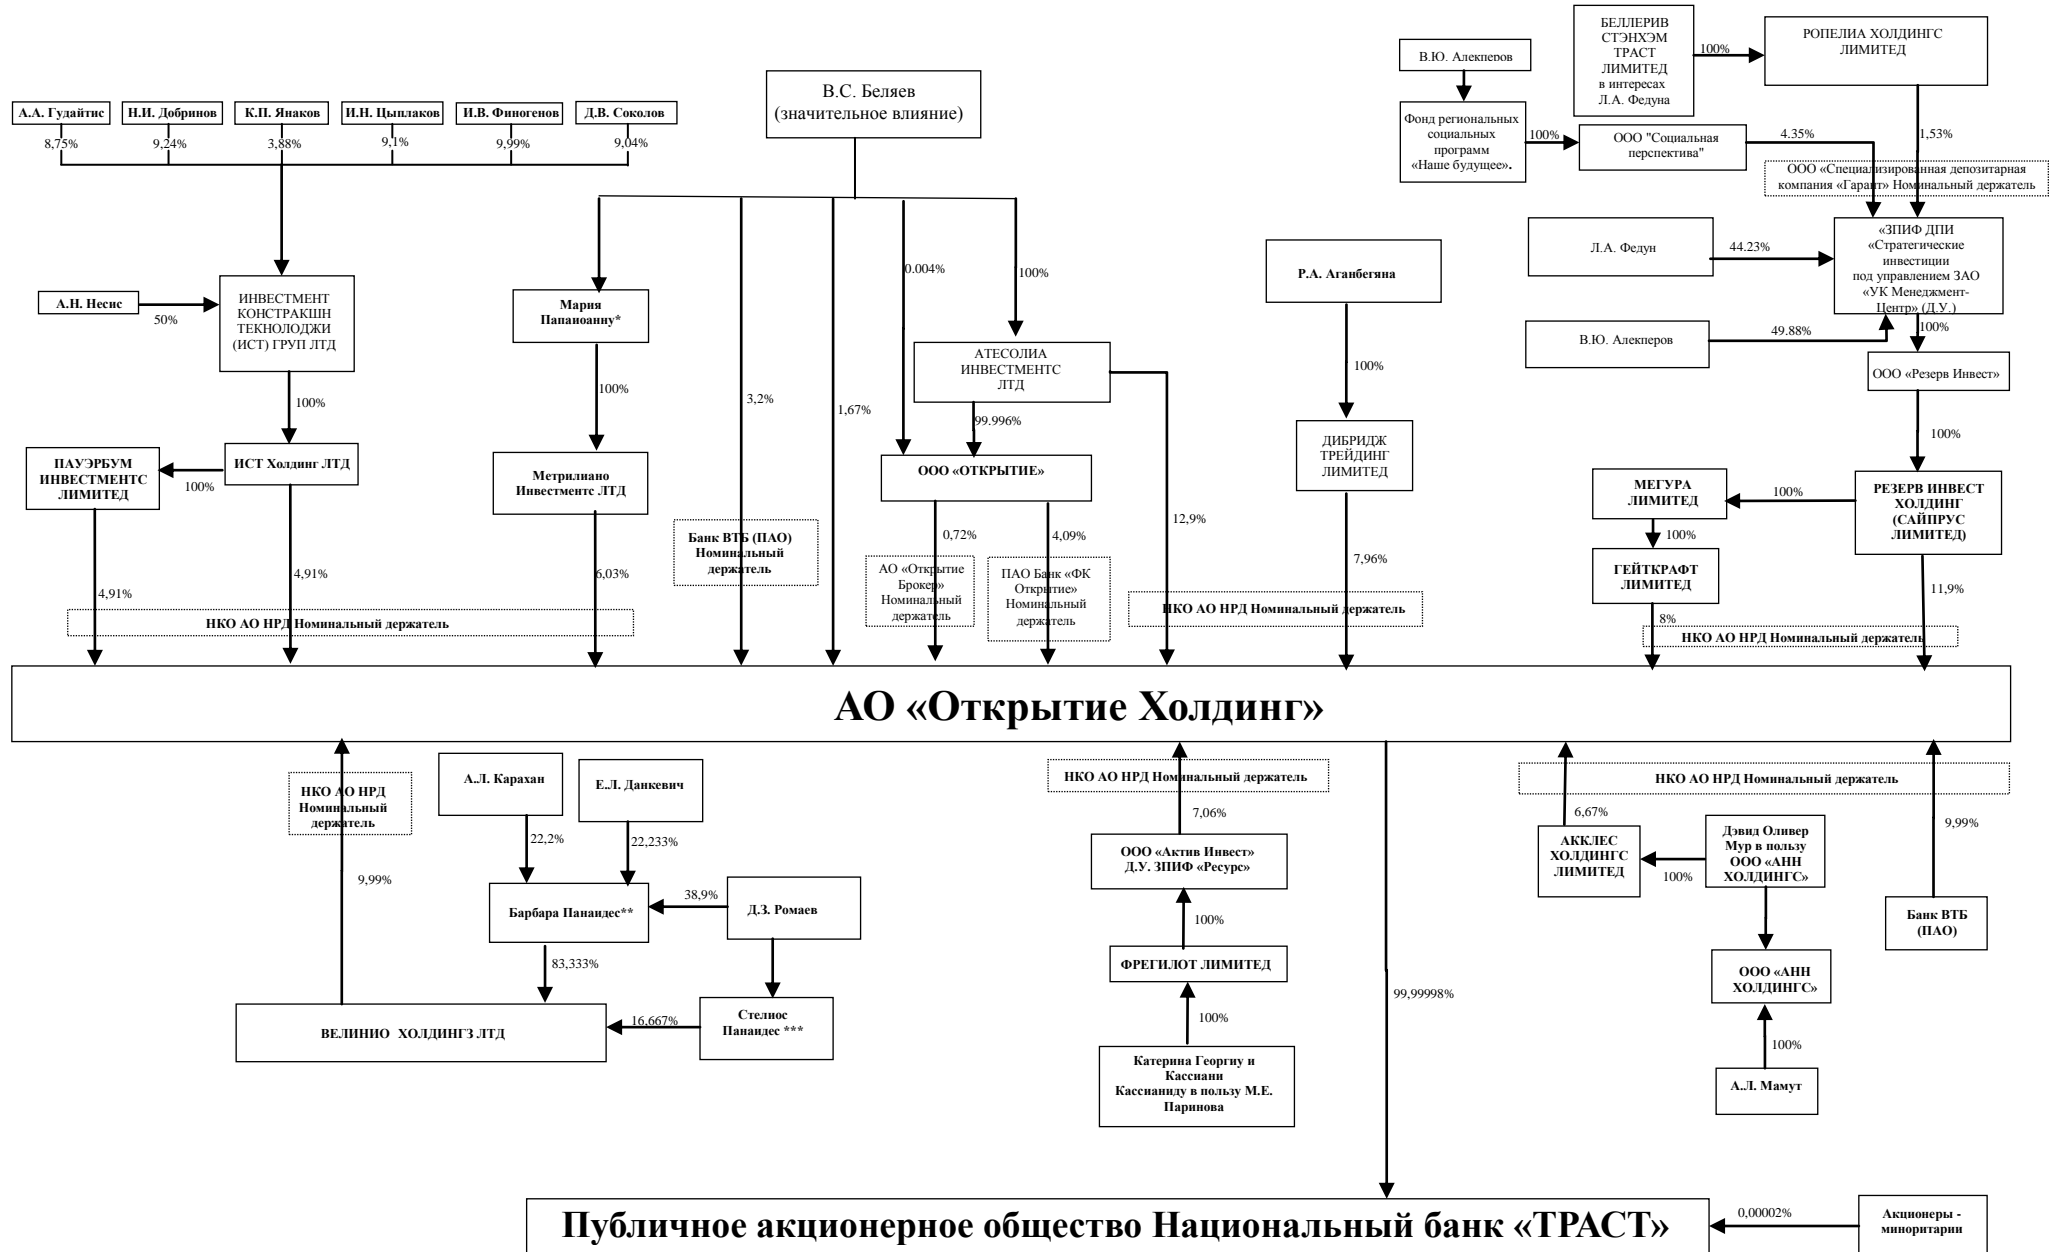 БЕЛЛЕРИВ
СТЭНХЭМ
ТРАСТ
ЛИМИТЕД
в интересах
Л.А. Федуна
100%
РОПЕЛИА ХОЛДИНГС
ЛИМИТЕД
В.Ю. Алекперов
В.С. Беляев
(значительное влияние)
А.А. Гудайтис
Н.И. Добринов
К.П. Янаков
И.Н. Цыплаков
И.В. Финогенов
Д.В. Соколов
8,75%
9,24%
3,88%
9,1%
9,99%
9,04%
Фонд региональных
социальных
программ
«Наше будущее».
100%
ООО "Социальная
перспектива"
4.35%
1,53%
ООО «Специализированная депозитарная
компания «Гарант» Номинальный держатель
Л.А. Федун
44.23%
«ЗПИФ ДПИ
«Стратегические
инвестиции
под управлением ЗАО
«УК Менеджмент-
Центр» (Д.У.)
В.Ю. Алекперов
49.88%
100%
ООО «Резерв Инвест»
100%
А.Н. Несис
50%
ИНВЕСТМЕНТ
КОНСТРАКШН
ТЕКНОЛОДЖИ
(ИСТ) ГРУП ЛТД
100%
Мария
Папаиоанну*
100%
3,2%
1,67%
0.004%
100%
АТЕСОЛИА
ИНВЕСТМЕНТС
ЛТД
99.996%
Р.А. Аганбегяна
100%
ДИБРИДЖ
ТРЕЙДИНГ
ЛИМИТЕД
ПАУЭРБУМ
ИНВЕСТМЕНТС
ЛИМИТЕД
100%
ИСТ Холдинг ЛТД
Метрилиано
Инвестментс ЛТД
ООО «ОТКРЫТИЕ»
МЕГУРА
ЛИМИТЕД
100%
РЕЗЕРВ ИНВЕСТ
ХОЛДИНГ
(САЙПРУС
ЛИМИТЕД)
100%
ГЕЙТКРАФТ
ЛИМИТЕД
Банк ВТБ (ПАО)
Номинальный
держатель
0,72%
4,09%
12,9%
7,96%
АО «Открытие
Брокер»
Номинальный
держатель
ПАО Банк «ФК
Открытие»
Номинальный
держатель
4,91%
4,91%
6,03%
11,9%
8%
НКО АО НРД Номинальный держатель
НКО АО НРД Номинальный держатель
НКО АО НРД Номинальный держатель
АО «Открытие Холдинг»
НКО АО НРД
Номинальный
держатель
9,99%
А.Л. Карахан
Е.Л. Данкевич
22,2%
22,233%
Барбара Панаидес**
38,9%
Д.З. Ромаев
83,333%
ВЕЛИНИО ХОЛДИНГЗ ЛТД
16,667%
Стелиос
Панаидес ***
НКО АО НРД Номинальный держатель
7,06%
ООО «Актив Инвест»
Д.У. ЗПИФ «Ресурс»
100%
ФРЕГИЛОТ ЛИМИТЕД
100%
Катерина Георгиу и
Кассиани
Кассианиду в пользу М.Е.
Паринова
99,99998%
НКО АО НРД Номинальный держатель
6,67%
АККЛЕС
ХОЛДИНГС
ЛИМИТЕД
100%
Дэвид Оливер
Мур в пользу
ООО «АНН
ХОЛДИНГС»
9,99%
Банк ВТБ
(ПАО)
ООО «АНН
ХОЛДИНГС»
100%
А.Л. Мамут
Публичное акционерное общество Национальный банк «ТРАСТ»
0,00002%
Акционеры -
миноритарии